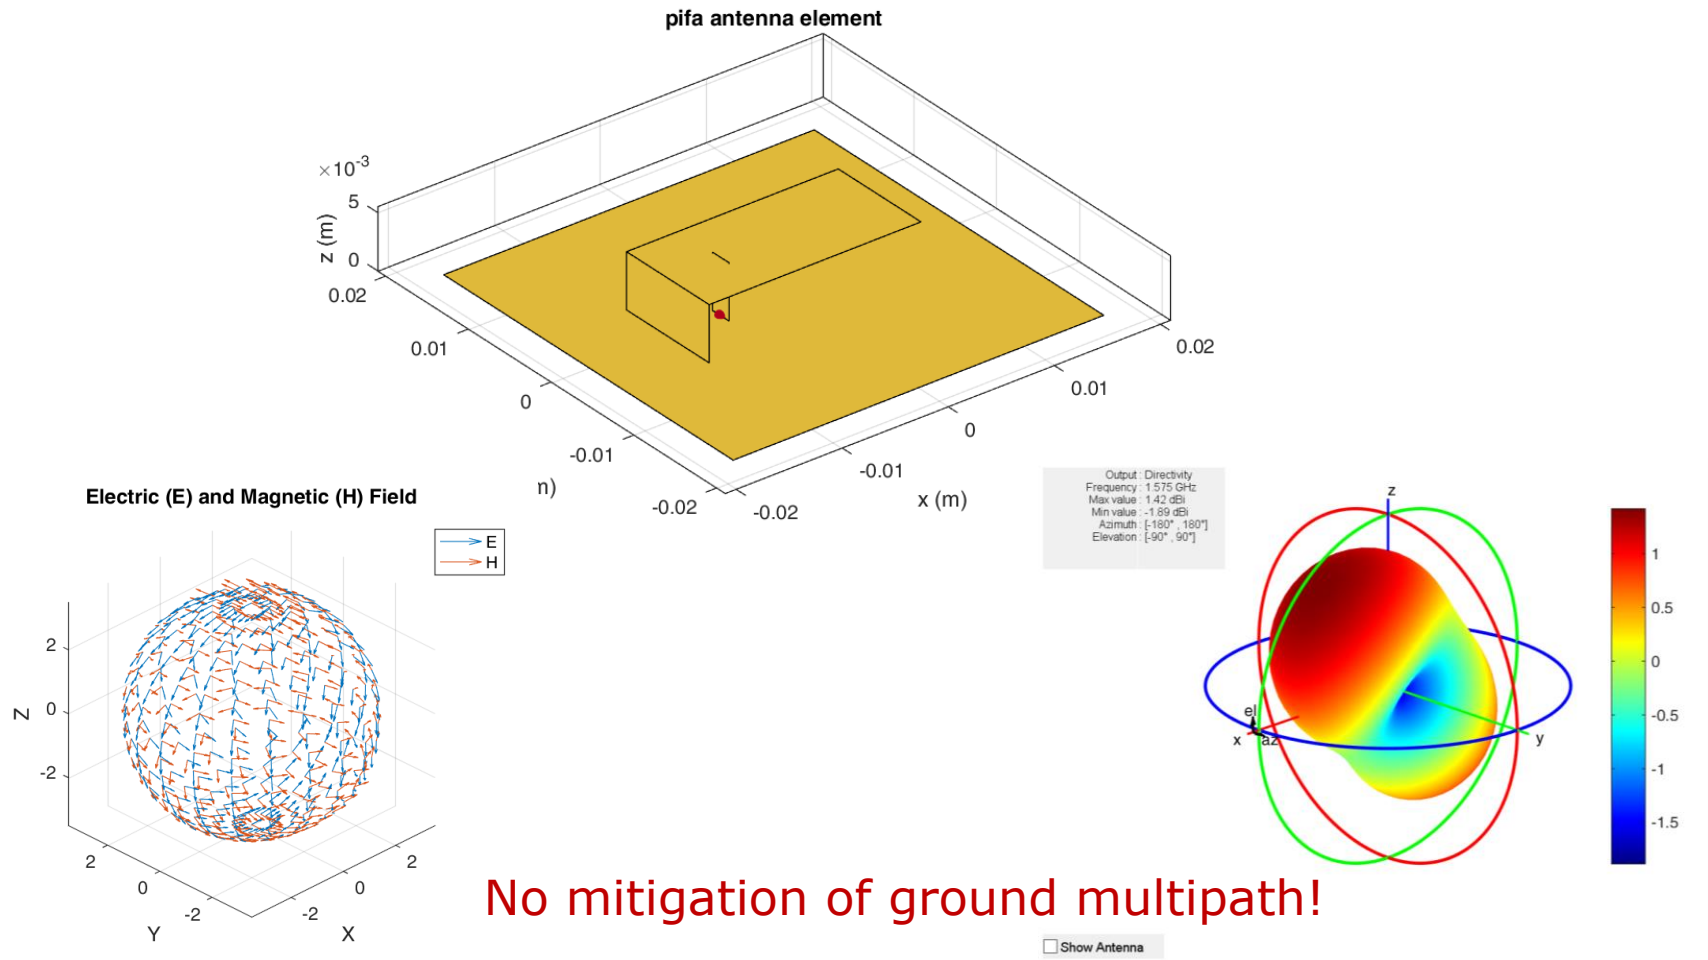 pifa antenna element
×10-3
5
0
z (m)
0.02
0.01
0
-0.01
-0.02
n)
-0.02
-0.01
0
0.01
0.02
x (m)
Electric (E) and Magnetic (H) Field
E
H
2
0
-2
Z
2
0
-2
Y
-2
0
2
X
Output : Directivity
Frequency : 1.575 GHz
Max value : 1.42 dBi
Min value : -1.89 dBi
Azimuth : [-180° , 180°]
Elevation : [-90° , 90°]
z
el
x
az
y
1
0.5
0
-0.5
-1
-1.5
No mitigation of ground multipath!
Show Antenna